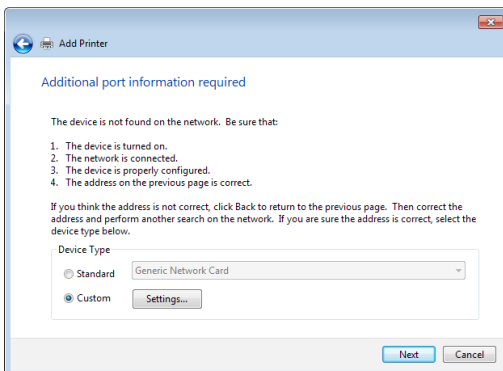 Add Printer
Additional port information required
The device is not found on the network. Be sure that:
1. The device is turned on.
2. The network is connected.
3. The device is properly configured.
4. The address on the previous page is correct.
If you think the address is not correct, click Back to return to the previous page. Then correct the
address and perform another search on the network. If you are sure the address is correct, select the
device type below.
Device Type
Standard
Generic Network Card
Custom
Settings...
Next
Cancel